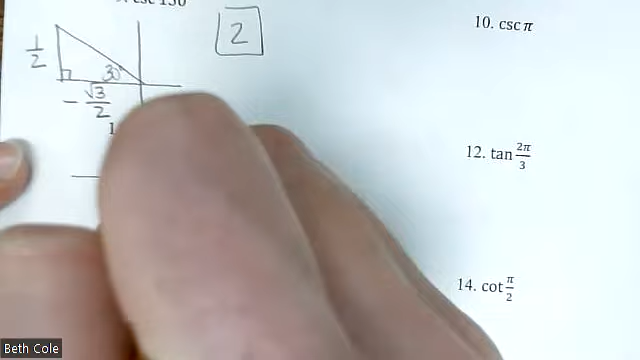 csc 150
2
10. csc π
1/2
30°
-√3/2
1
12. tan 2π/3
14. cot π/2
Beth Cole